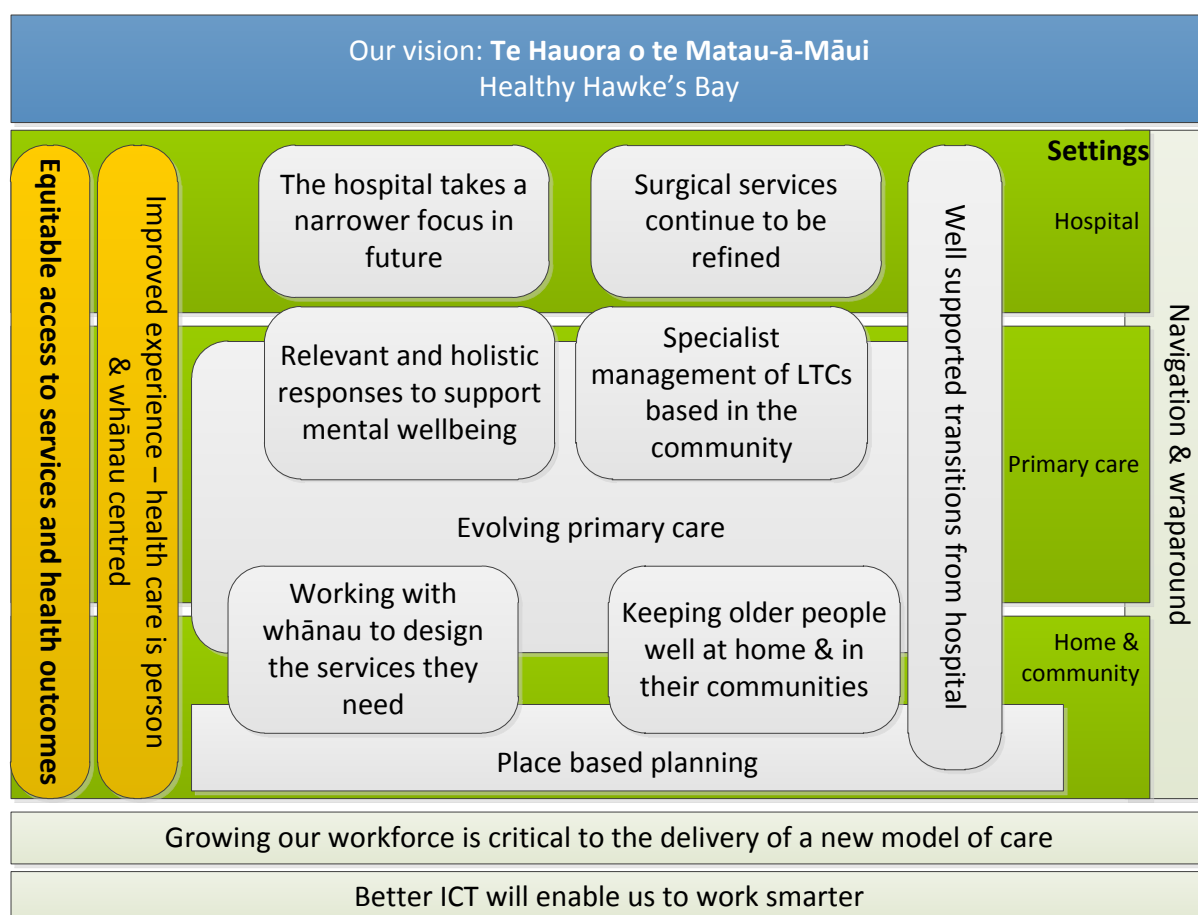 Our vision: Te Hauora o te Matau-ā-Māui
Healthy Hawke's Bay
Equitable access to services and health outcomes
Improved experience – health care is person
& whānau centred
The hospital takes a
narrower focus in
future
Surgical services
continue to be
refined
Well supported transitions from hospital
Settings
Hospital
Navigation & wraparound
Relevant and holistic
responses to support
mental wellbeing
Specialist
management of LTCs
based in the
community
Primary care
Evolving primary care
Working with
whānau to design
the services they
need
Keeping older people
well at home & in
their communities
Home &
community
Place based planning
Growing our workforce is critical to the delivery of a new model of care
Better ICT will enable us to work smarter